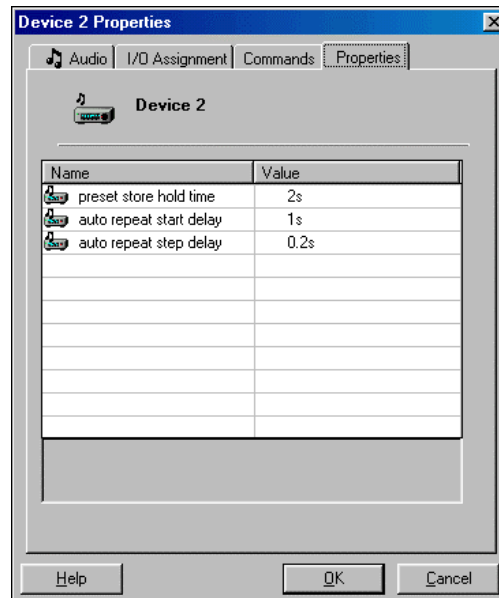 Device 2 Properties
Audio I/O Assignment Commands Properties
Device 2
Name Value
preset store hold time 2s
auto repeat start delay 1s
auto repeat step delay 0.2s
Help OK Cancel